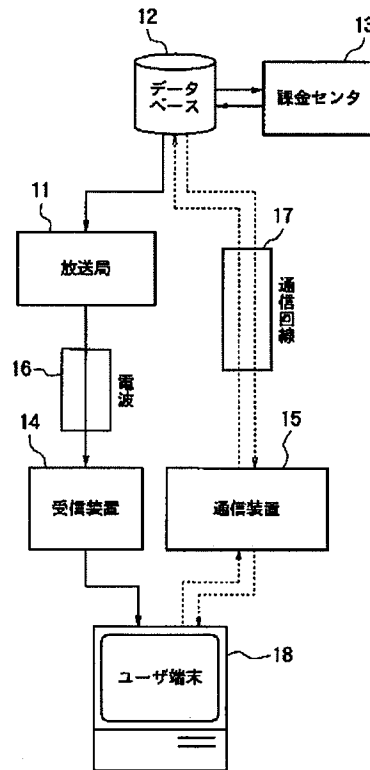 12
13
データ
ベース
課金センタ
11
17
放送局
通信回線
16
電波
14
15
受信装置
通信装置
18
ユーザ端末